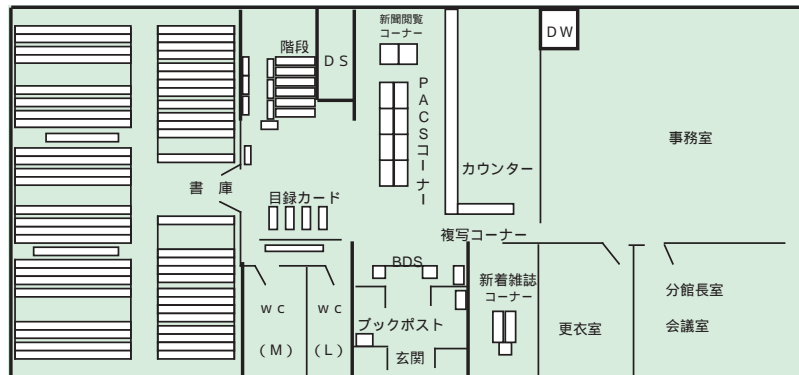 新聞閲覧
コーナー
階段
DS
DW
PACSコーナー
事務室
カウンター
書 庫
目録カード
複写コーナー
BDS
新着雑誌
コーナー
分館長室
会議室
wc
(M)
wc
(L)
ブックポスト
更衣室
玄関